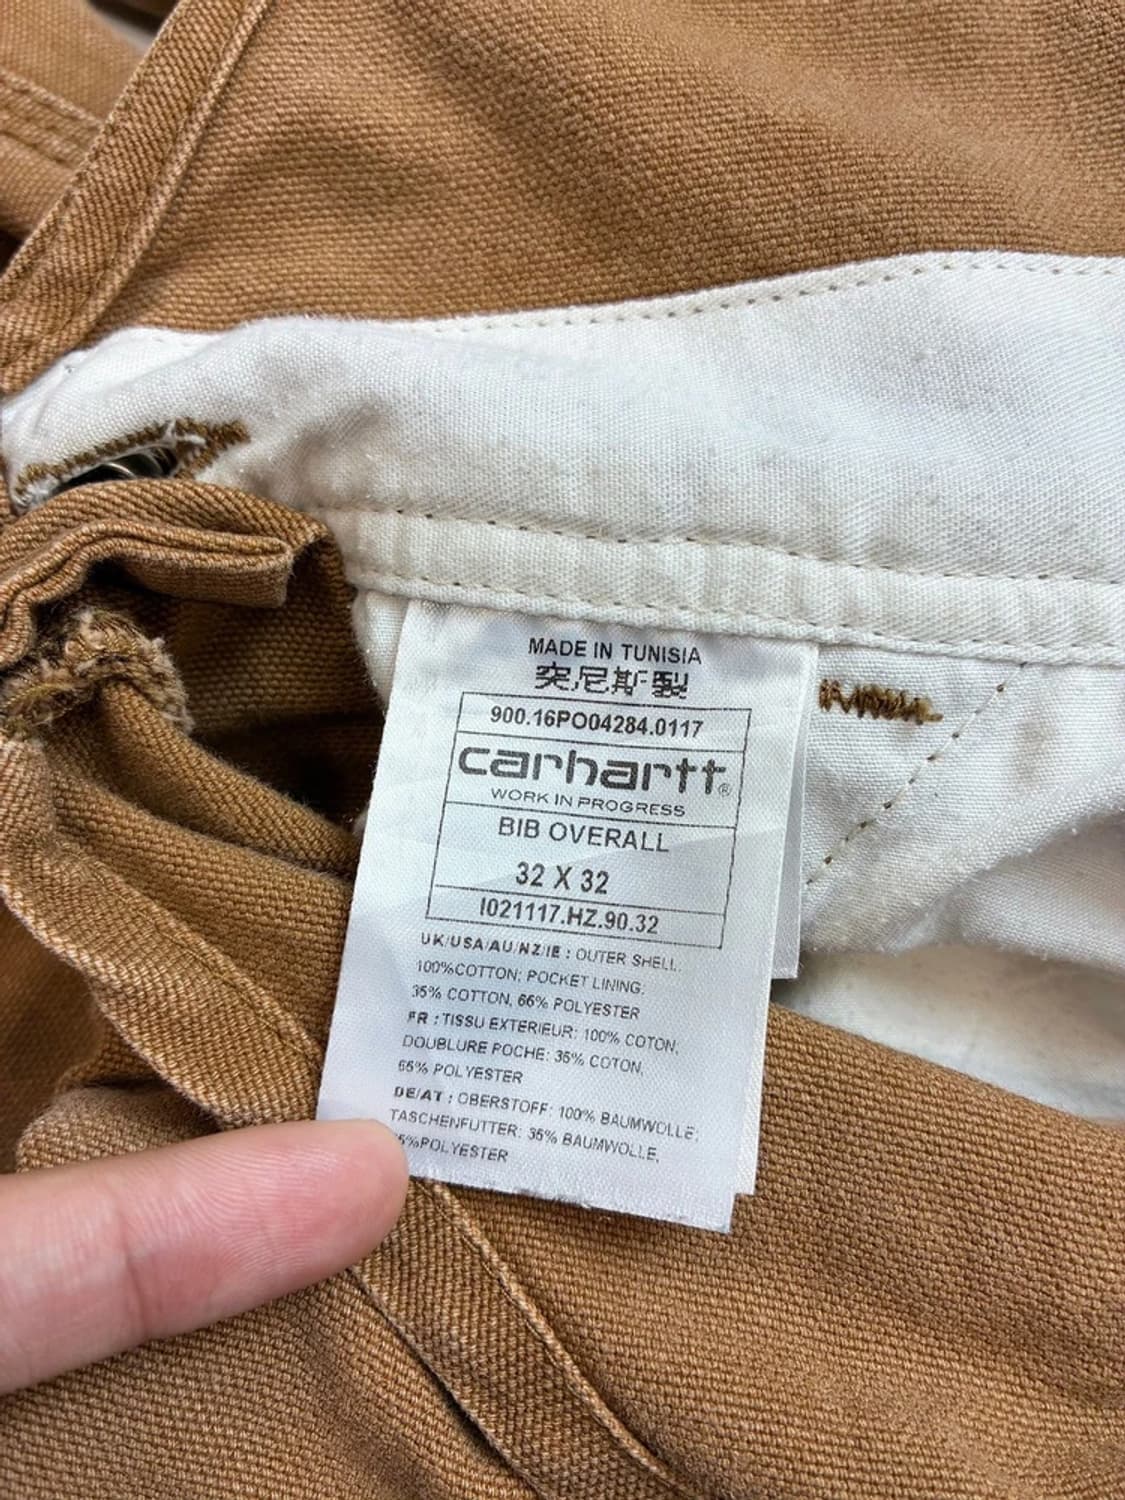 MADE IN TUNISIA
突尼斯製
900.16PO04284.0117
carhartt®
WORK IN PROGRESS
BIB OVERALL
32 X 32
I021117.HZ.90.32
UK/USA/AU/NZ/IE : OUTER SHELL:
100%COTTON; POCKET LINING:
35% COTTON, 65% POLYESTER
FR : TISSU EXTERIEUR: 100% COTON,
DOUBLURE POCHE: 35% COTON,
65% POLYESTER
DE/AT : OBERSTOFF: 100% BAUMWOLLE;
TASCHENFUTTER: 35% BAUMWOLLE,
5%POLYESTER